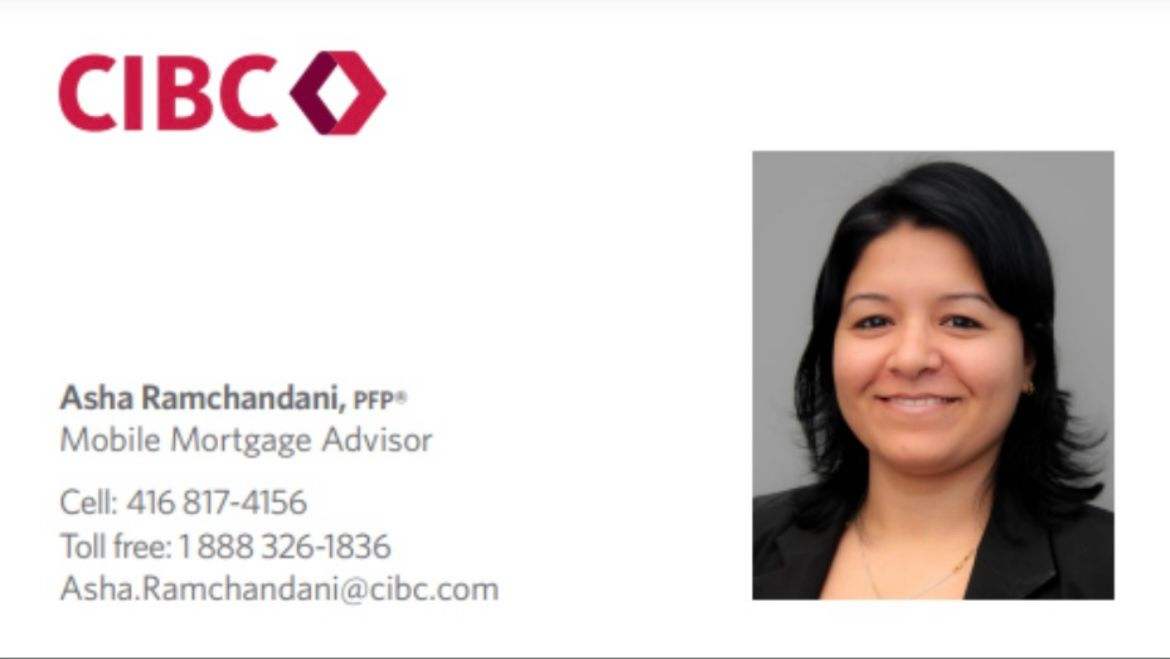 CIBC
Asha Ramchandani, PFP®
Mobile Mortgage Advisor
Cell: 416 817-4156
Toll free: 1 888 326-1836
Asha.Ramchandani@cibc.com